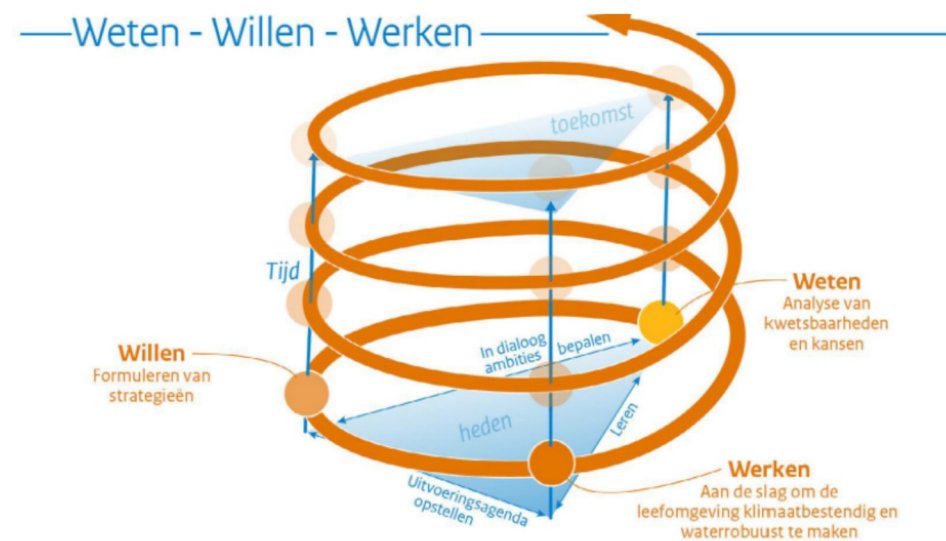 Weten - Willen - Werken
toekomst
Tijd
Weten
Analyse van
kwetsbaarheden
en kansen
In dialoog
ambities bepalen
Willen
Formuleren van
strategieën
heden
Leren
Uitvoeringsagenda
opstellen
Werken
Aan de slag om de
leefomgeving klimaatbestendig en
waterrobuust te maken